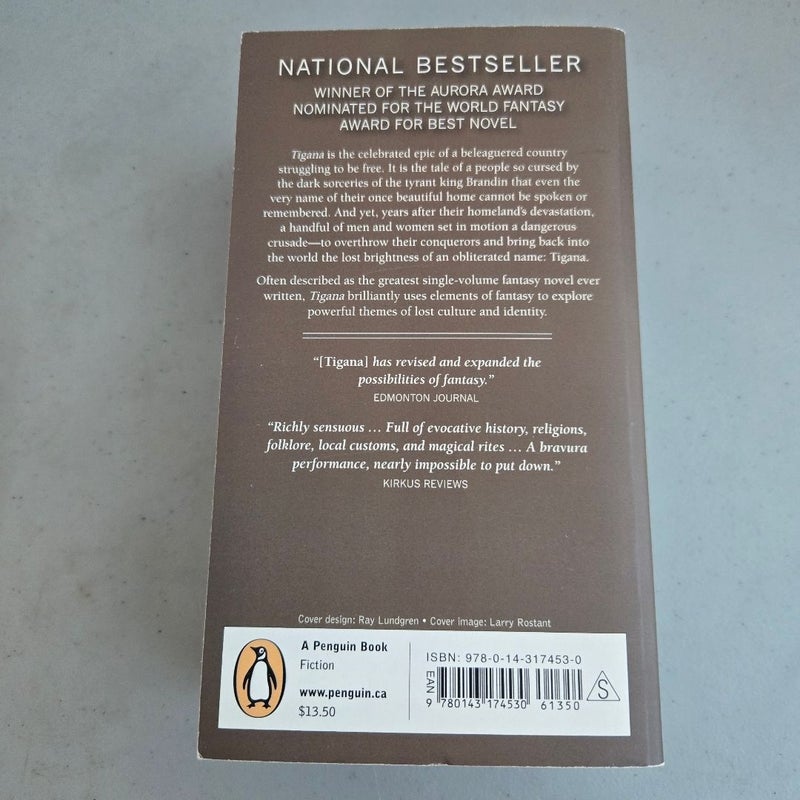 NATIONAL BESTSELLER
WINNER OF THE AURORA AWARD
NOMINATED FOR THE WORLD FANTASY
AWARD FOR BEST NOVEL
Tigana is the celebrated epic of a beleaguered country
struggling to be free. It is the tale of a people so cursed by
the dark sorceries of the tyrant king Brandin that even the
very name of their once beautiful home cannot be spoken or
remembered. And yet, years after their homeland's devastation,
a handful of men and women set in motion a dangerous
crusade—to overthrow their conquerors and bring back into
the world the lost brightness of an obliterated name: Tigana.
Often described as the greatest single-volume fantasy novel ever
written, Tigana brilliantly uses elements of fantasy to explore
powerful themes of lost culture and identity.
“[Tigana] has revised and expanded the
possibilities of fantasy.”
EDMONTON JOURNAL
“Richly sensuous … Full of evocative history, religions,
folklore, local customs, and magical rites … A bravura
performance, nearly impossible to put down.”
KIRKUS REVIEWS
Cover design: Ray Lundgren • Cover image: Larry Rostant
A Penguin Book
Fiction
www.penguin.ca
$13.50
ISBN: 978-0-14-317453-0
EAN
9 780143 174530 61350
S